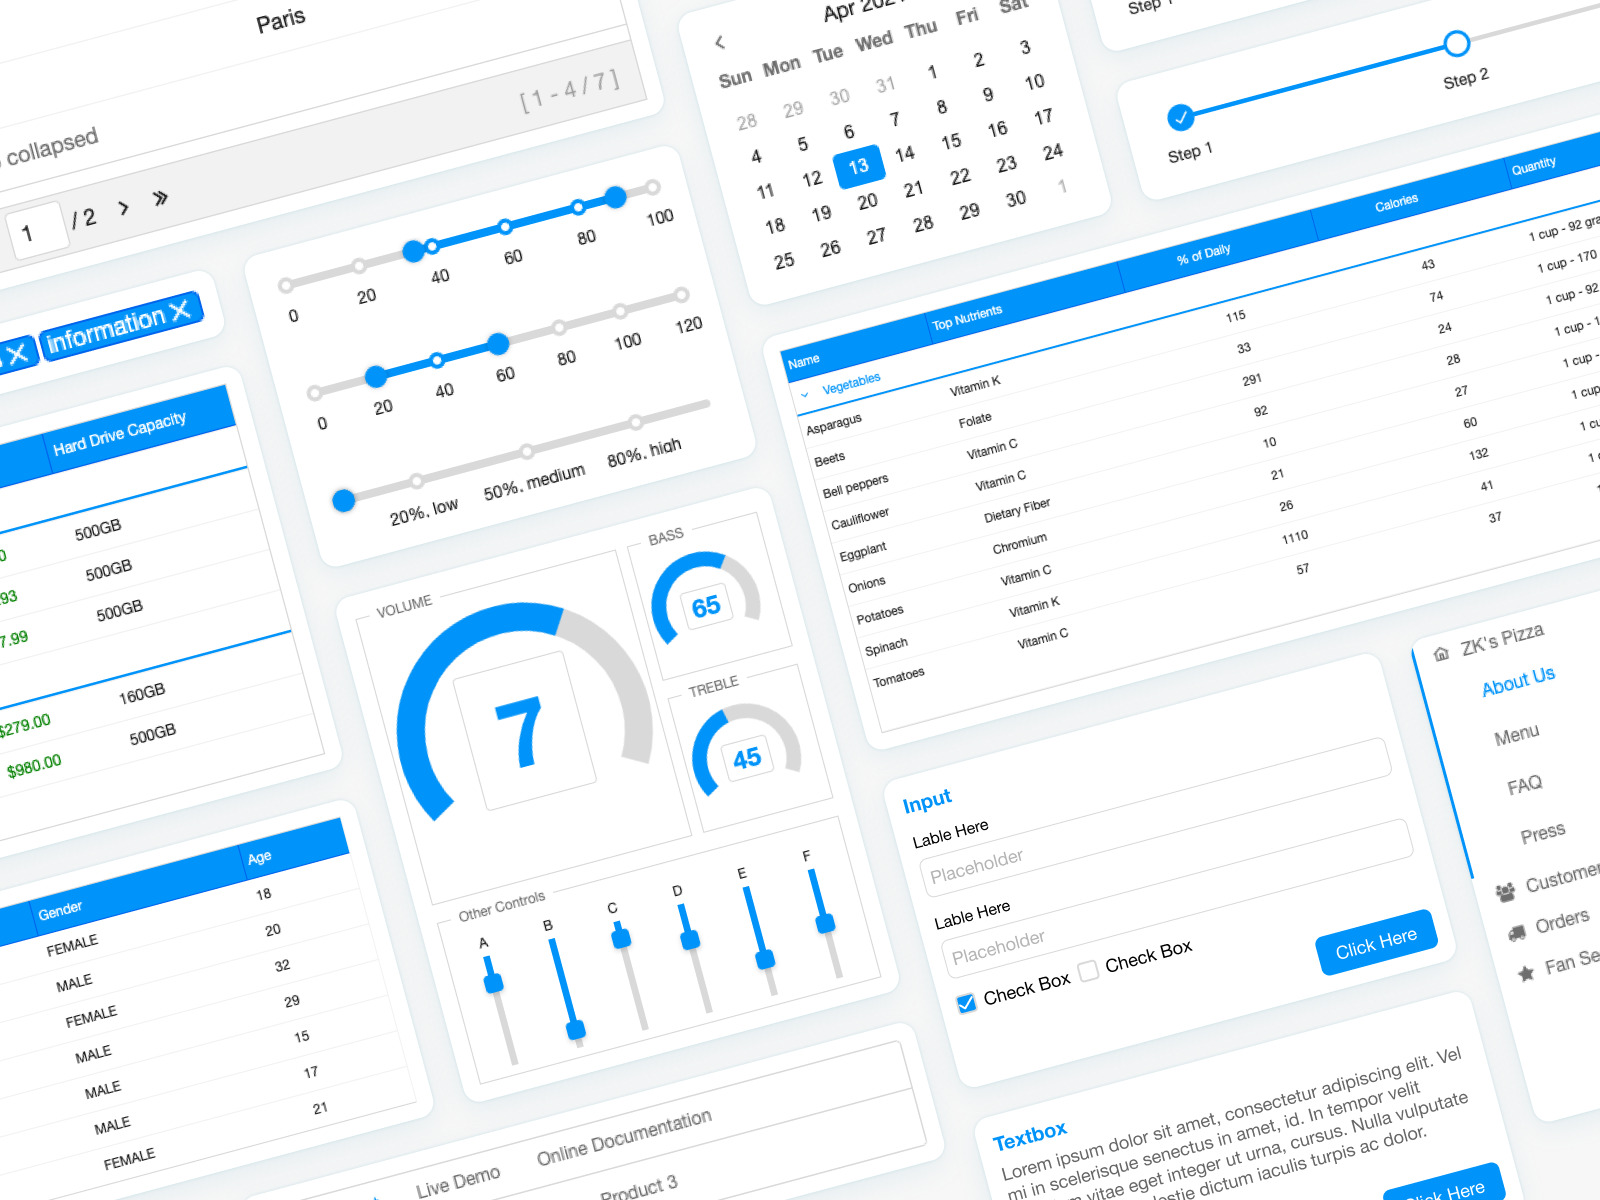 Paris
collapsed
[ 1 - 4 / 7 ]
1 / 2
information
Hard Drive Capacity
500GB
93 500GB
7.99 500GB
$279.00 160GB
$980.00 500GB
Gender Age
FEMALE 18
MALE 20
FEMALE 32
MALE 29
MALE 15
MALE 17
FEMALE 21
0 20 40 60 80 100
0 20 40 60 80 100 120
20%. low 50%. medium 80%. high
VOLUME
7
BASS
65
TREBLE
45
Other Controls
A B C D E F
Live Demo Online Documentation
Product 3
Apr
Sun Mon Tue Wed Thu Fri Sat
28 29 30 31 1 2 3
4 5 6 7 8 9 10
11 12 13 14 15 16 17
18 19 20 21 22 23 24
25 26 27 28 29 30 1
Step
Step 1 Step 2
Name Top Nutrients % of Daily Calories Quantity
Vegetables
Asparagus Vitamin K 115 43 1 cup - 92
Beets Folate 33 74 1 cup - 170
Bell peppers Vitamin C 291 24 1 cup - 92
Cauliflower Vitamin C 92 28 1 cup - 1
Eggplant Dietary Fiber 10 27 1 cup -
Onions Chromium 21 60 1 cup
Potatoes Vitamin C 26 132 1
Spinach Vitamin K 1110 41 1
Tomatoes Vitamin C 57 37
Input
Lable Here
Placeholder
Lable Here
Placeholder
Check Box Check Box
Click Here
Textbox
Lorem ipsum dolor sit amet, consectetur adipiscing elit. Vel
mi in scelerisque senectus in amet, id. In tempor velit
vitae eget integer ut urna, cursus. Nulla vulputate
dictum iaculis turpis ac dolor.
Click Here
ZK's Pizza
About Us
Menu
FAQ
Press
Customer
Orders
Fan